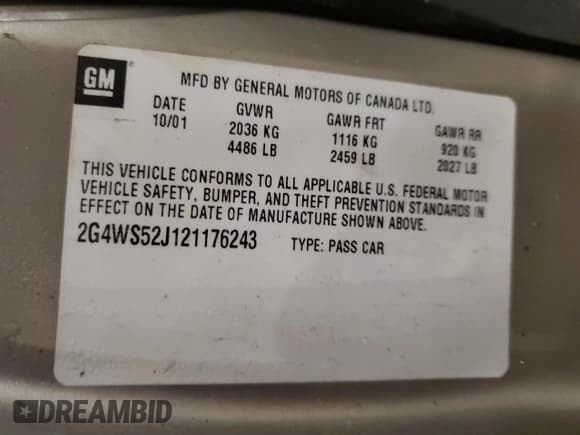 GM
MFD BY GENERAL MOTORS OF CANADA LTD.
DATE GVWR GAWR FRT GAWR RR
10/01 2036 KG 1116 KG 920 KG
4486 LB 2459 LB 2027 LB
THIS VEHICLE CONFORMS TO ALL APPLICABLE U.S. FEDERAL MOTOR
VEHICLE SAFETY, BUMPER, AND THEFT PREVENTION STANDARDS IN
EFFECT ON THE DATE OF MANUFACTURE SHOWN ABOVE.
2G4WS52J121176243 TYPE: PASS CAR
DREAMBID